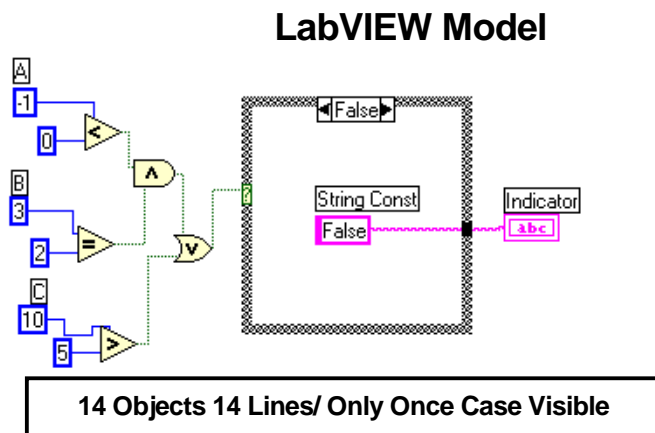 LabVIEW Model
A
-1
0
<
B
3
2
=
∧
∨
C
10
5
>
?
False
String Const
False
Indicator
abc
14 Objects 14 Lines/ Only Once Case Visible